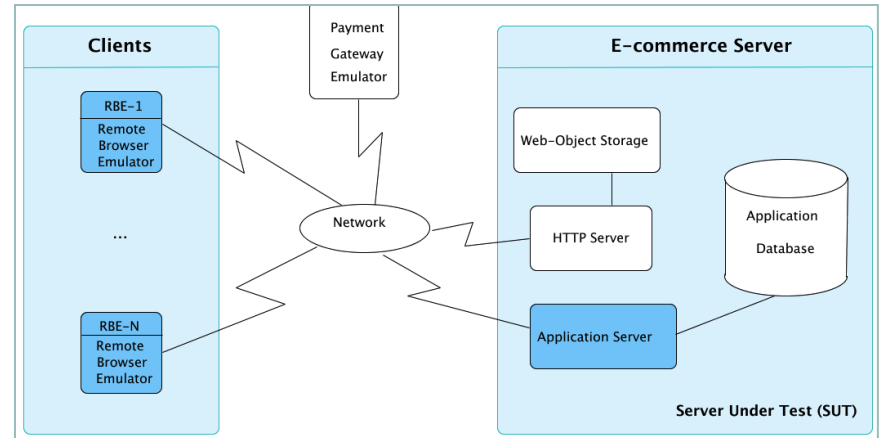 Payment
Gateway
Emulator
Clients
RBE-1
Remote
Browser
Emulator
...
RBE-N
Remote
Browser
Emulator
Network
E-commerce Server
Web-Object Storage
HTTP Server
Application
Database
Application Server
Server Under Test (SUT)